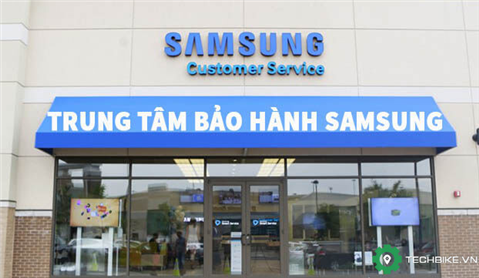 SAMSUNG
Customer Service
TRUNG TÂM BẢO HÀNH SAMSUNG
TECHBIKE.VN